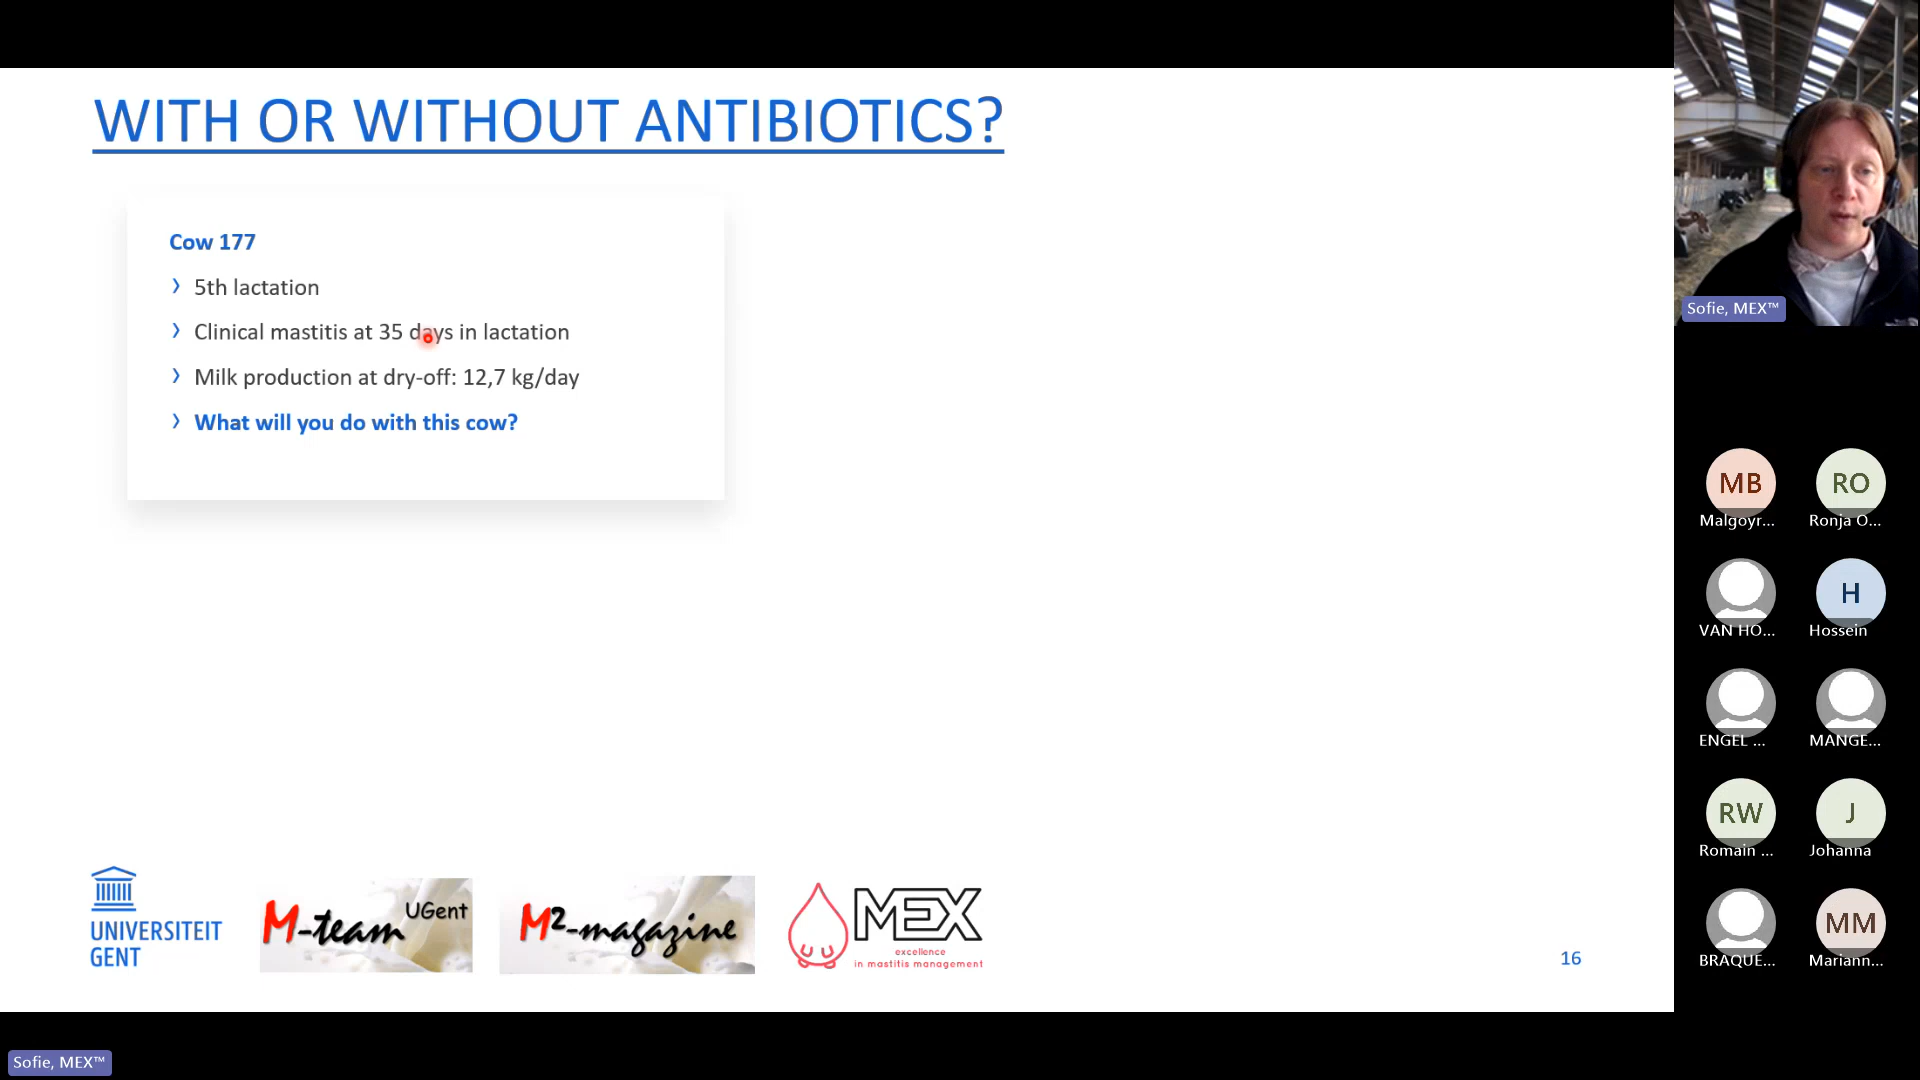 WITH OR WITHOUT ANTIBIOTICS?
Cow 177
5th lactation
Clinical mastitis at 35 days in lactation
Milk production at dry-off: 12,7 kg/day
What will you do with this cow?
UNIVERSITEIT
GENT
M-team UGent
M²-magazine
MEX
excellence
in mastitis management
16
Sofie, MEX™
MB
Malgoyr...
RO
Ronja O...
VAN HO...
H
Hossein
ENGEL ...
MANGE...
RW
Romain ...
J
Johanna
BRAQUE...
MM
Mariann...
Sofie, MEX™